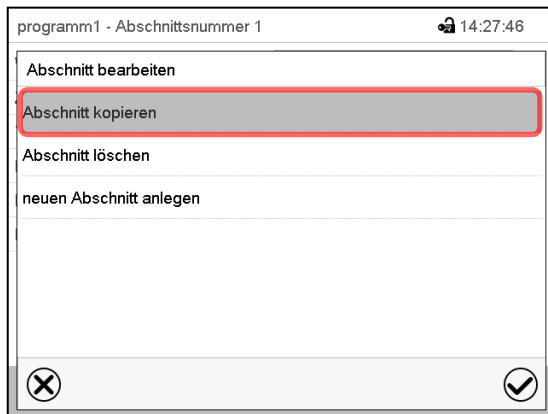 programm1 - Abschnittsnummer 1 14:27:46
Abschnitt bearbeiten
Abschnitt kopieren
Abschnitt löschen
neuen Abschnitt anlegen